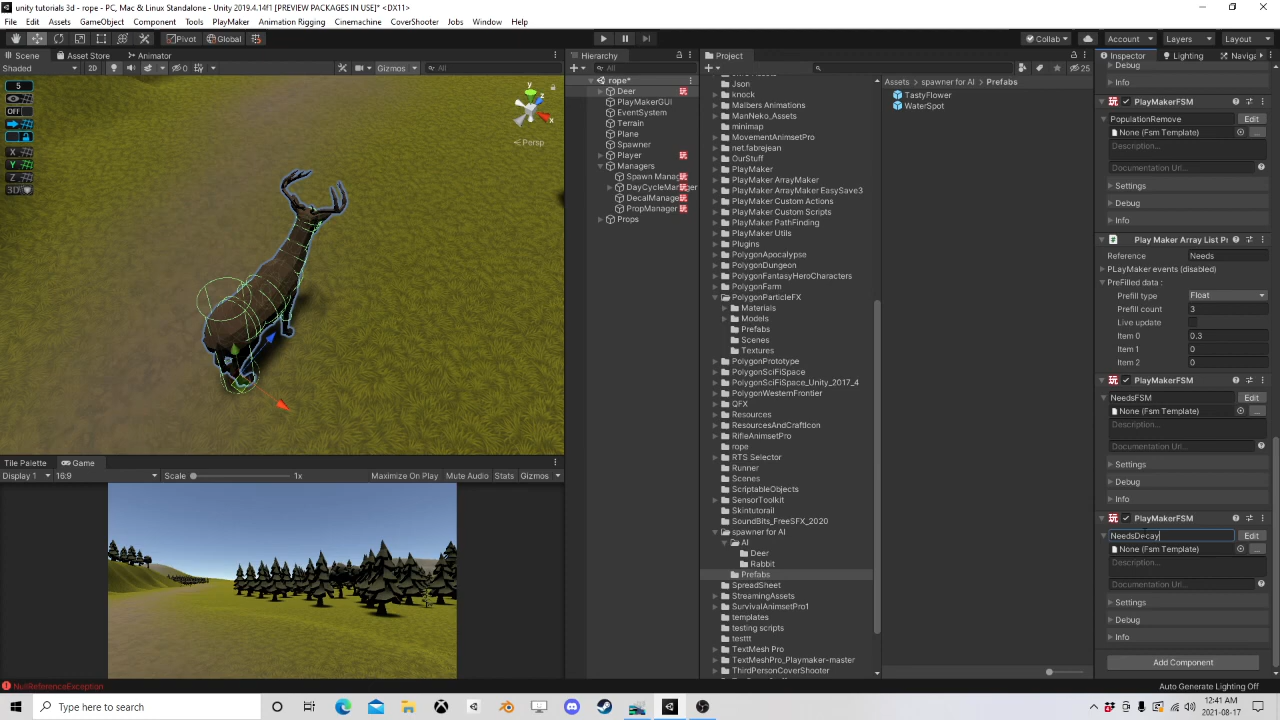 unity tutorials 3d - rope - PC, Mac & Linux Standalone - Unity 2019.4.14f1 [PREVIEW PACKAGES IN USE]* <DX11>
File Edit Assets GameObject Component Tools PlayMaker Animation Rigging Cinemachine CoverShooter Jobs Window Help
Pivot Global Collab Account Layers Layout
Scene Asset Store Animator
Shaded 2D 0 Gizmos All
5
OFF
X
Y
Z
3D
y
z
x
Persp
Tile Palette Game
Display 1 16:9 Scale 1x Maximize On Play Mute Audio Stats Gizmos
Hierarchy
All
rope*
Deer
PlayMakerGUI
EventSystem
Terrain
Plane
Spawner
Player
Managers
Spawn Manag
DayCycleManager
DecalManage
PropManager
Props
Project
25
Json
knock
Malbers Animations
ManNeko_Assets
minimap
MovementAnimsetPro
net.fabrejean
OurStuff
PlayMaker
PlayMaker ArrayMaker
PlayMaker ArrayMaker EasySave3
PlayMaker Custom Actions
PlayMaker Custom Scripts
PlayMaker PathFinding
PlayMaker Utils
Plugins
PolygonApocalypse
PolygonDungeon
PolygonFantasyHeroCharacters
PolygonFarm
PolygonParticleFX
Materials
Models
Prefabs
Scenes
Textures
PolygonPrototype
PolygonSciFiSpace
PolygonSciFiSpace_Unity_2017_4
PolygonWesternFrontier
QFX
Resources
ResourcesAndCraftIcon
RifleAnimsetPro
rope
RTS Selector
Runner
Scenes
ScriptableObjects
SensorToolkit
Skintutorail
SoundBits_FreeSFX_2020
spawner for AI
AI
Deer
Rabbit
Prefabs
SpreadSheet
StreamingAssets
SurvivalAnimsetPro1
templates
testing scripts
testtt
TextMesh Pro
TextMeshPro_Playmaker-master
ThirdPersonCoverShooter
Assets > spawner for AI > Prefabs
TastyFlower
WaterSpot
Inspector Lighting Naviga
Debug
Info
PlayMakerFSM
PopulationRemove Edit
None (Fsm Template) ...
Description...
Documentation Url...
Settings
Debug
Info
Play Maker Array List Pr
Reference Needs
PLayMaker events (disabled)
PreFilled data :
Prefill type Float
Prefill count 3
Live update
Item 0 0.3
Item 1 0
Item 2 0
PlayMakerFSM
NeedsFSM Edit
None (Fsm Template) ...
Description...
Documentation Url...
Settings
Debug
Info
PlayMakerFSM
NeedsDecay Edit
None (Fsm Template) ...
Description...
Documentation Url...
Settings
Debug
Info
Add Component
NullReferenceException
Auto Generate Lighting Off
Type here to search
12:41 AM
2021-08-17